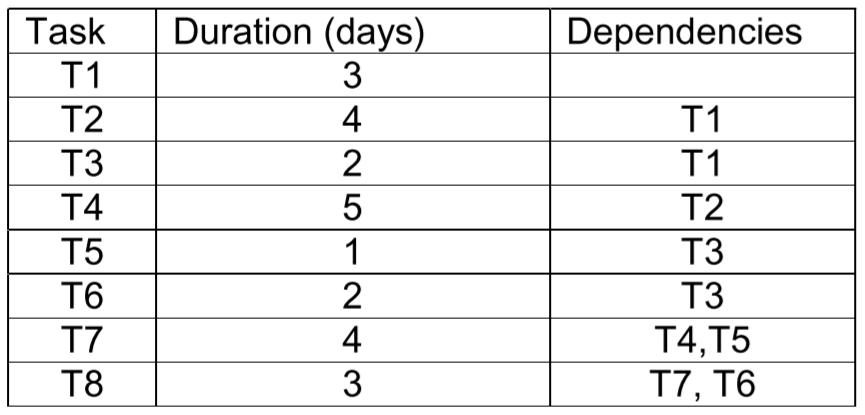 Task Duration (days) Dependencies
T1 3
T2 4 T1
T3 2 T1
T4 5 T2
T5 1 T3
T6 2 T3
T7 4 T4,T5
T8 3 T7, T6